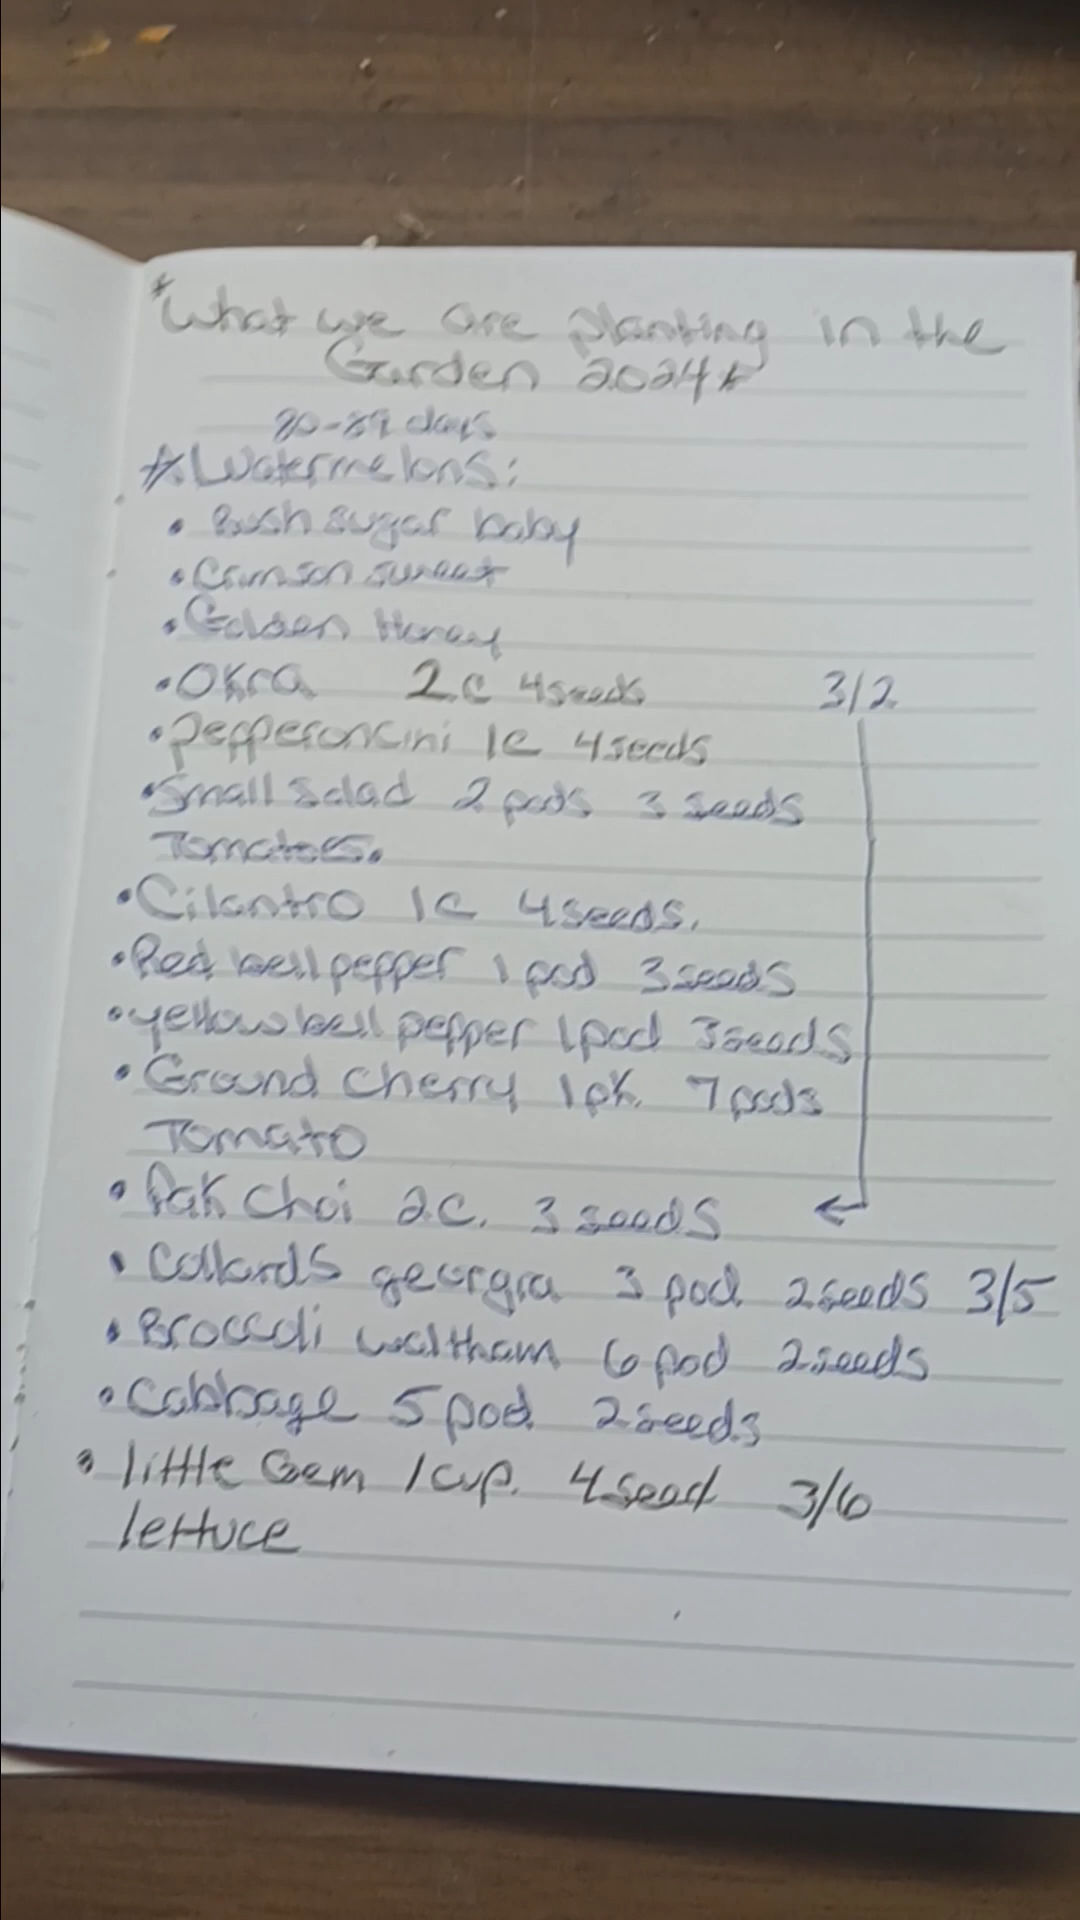 *What we are planting in the
Garden 2024*
80-89 days
*Watermelons:
• Bush sugar baby
• Crimson sweet
• Golden Honey
• Okra 2c 4seeds 3/2
• Pepperoncini 1c 4seeds
• Small Salad 2 pods 3 seeds
Tomatoes.
• Cilantro 1c 4seeds.
• Red bell pepper 1 pod 3seeds
• yellow bell pepper 1pod 3seeds
• Ground Cherry 1pk. 7pods
Tomato
• Pak Choi 2c. 3 seeds
• Collards georgia 3 pod 2seeds 3/5
• Broccoli waltham 6 pod 2seeds
• Cabbage 5 pod 2seeds
• little Gem 1cup. 4seed 3/6
lettuce